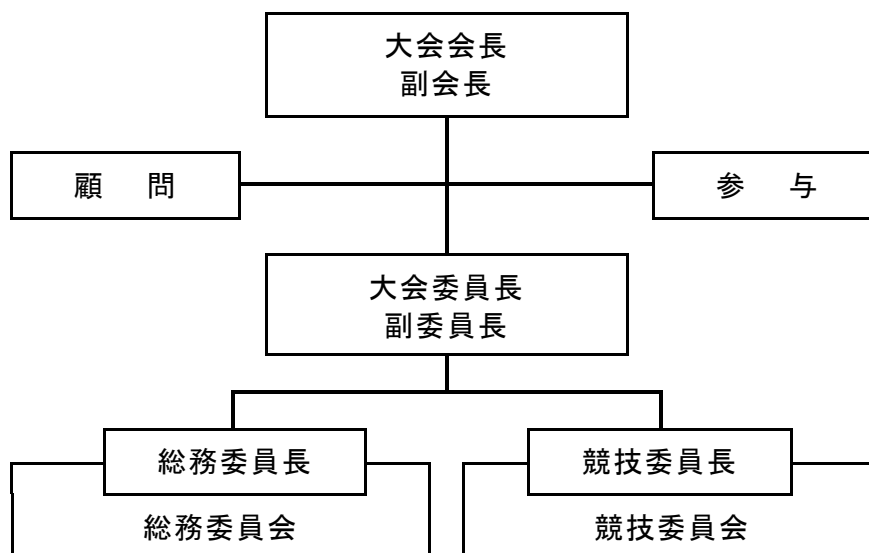 大会会長
副会長
顧 問
参 与
大会委員長
副委員長
総務委員長
競技委員長
総務委員会
競技委員会